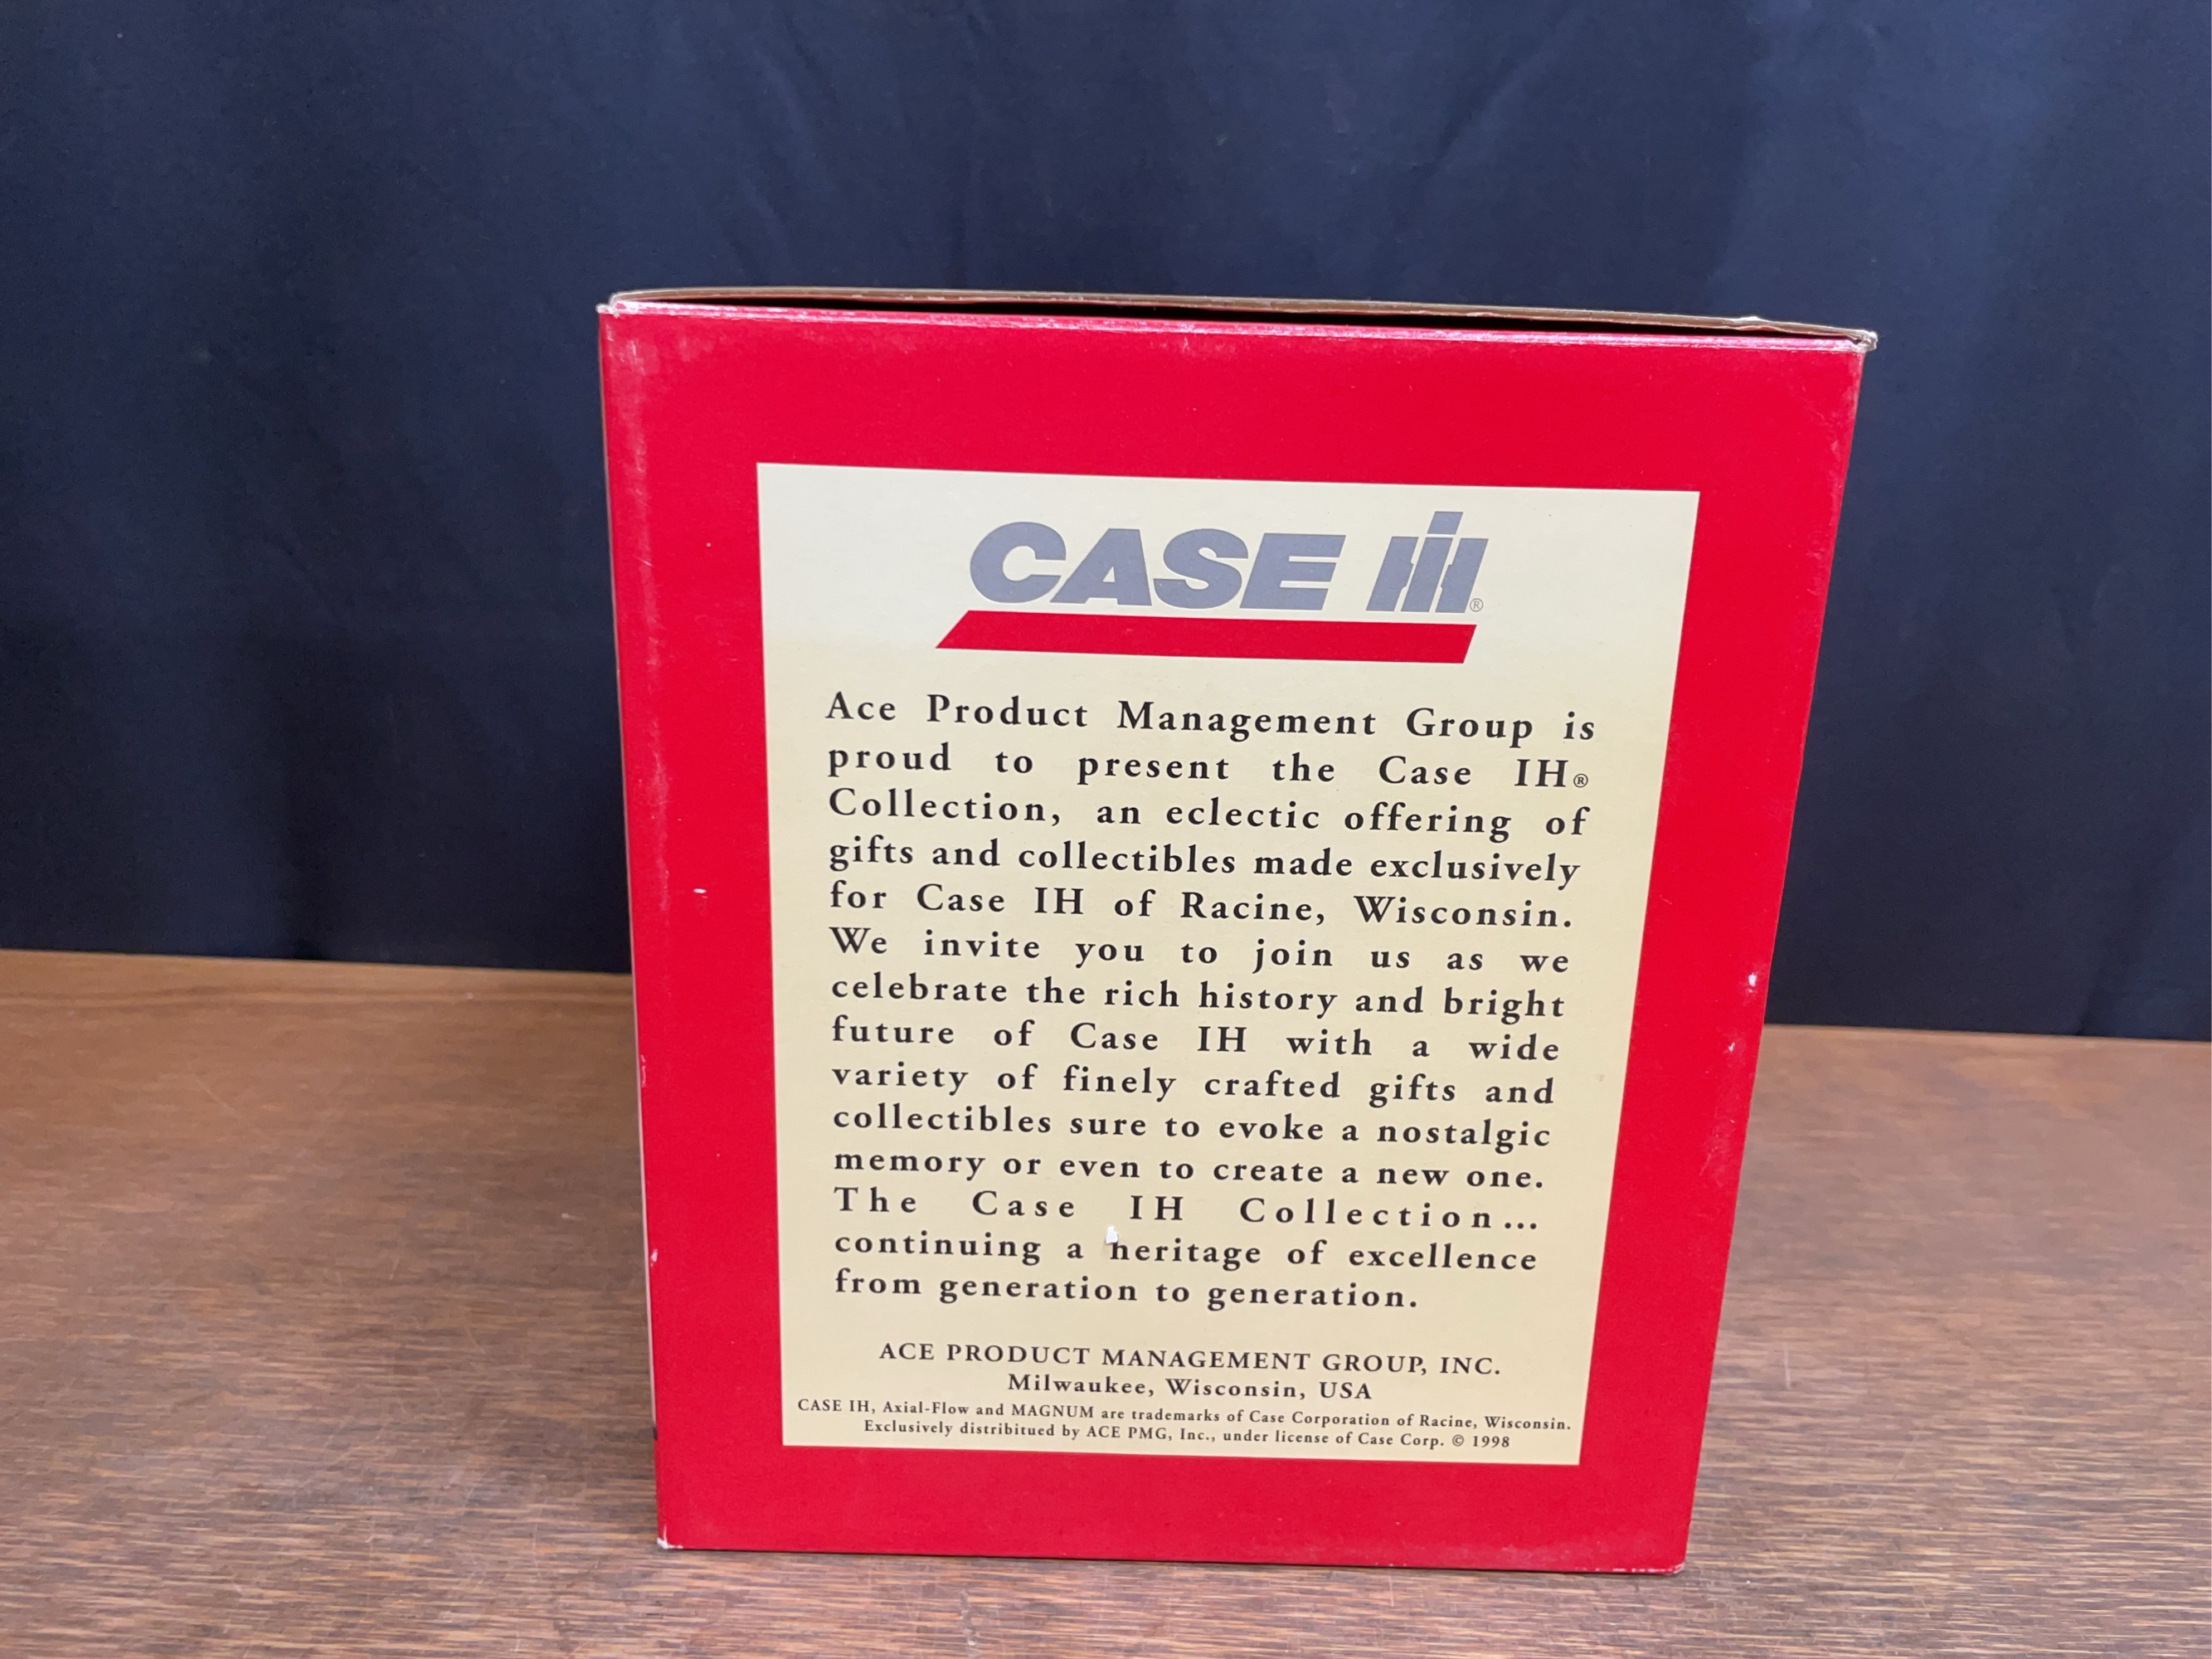 CASE IH®
Ace Product Management Group is
proud to present the Case IH®
Collection, an eclectic offering of
gifts and collectibles made exclusively
for Case IH of Racine, Wisconsin.
We invite you to join us as we
celebrate the rich history and bright
future of Case IH with a wide
variety of finely crafted gifts and
collectibles sure to evoke a nostalgic
memory or even to create a new one.
The Case IH Collection...
continuing a heritage of excellence
from generation to generation.
ACE PRODUCT MANAGEMENT GROUP, INC.
Milwaukee, Wisconsin, USA
CASE IH, Axial-Flow and MAGNUM are trademarks of Case Corporation of Racine, Wisconsin.
Exclusively distribitued by ACE PMG, Inc., under license of Case Corp. © 1998